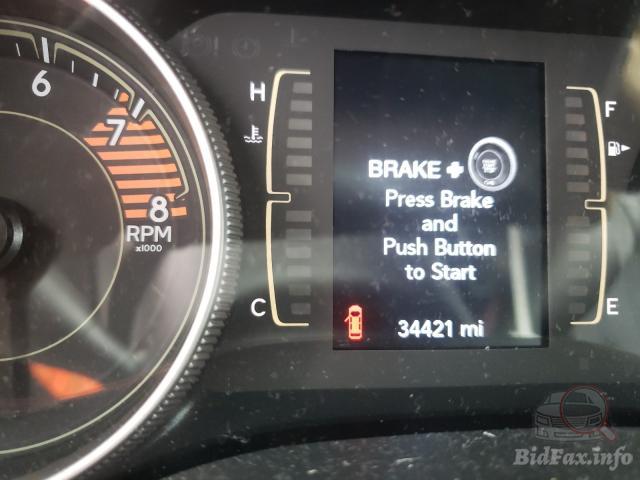 6
7
8
RPM
x1000
H
C
BRAKE +
Press Brake
and
Push Button
to Start
34421 mi
F
E
BidFax.info